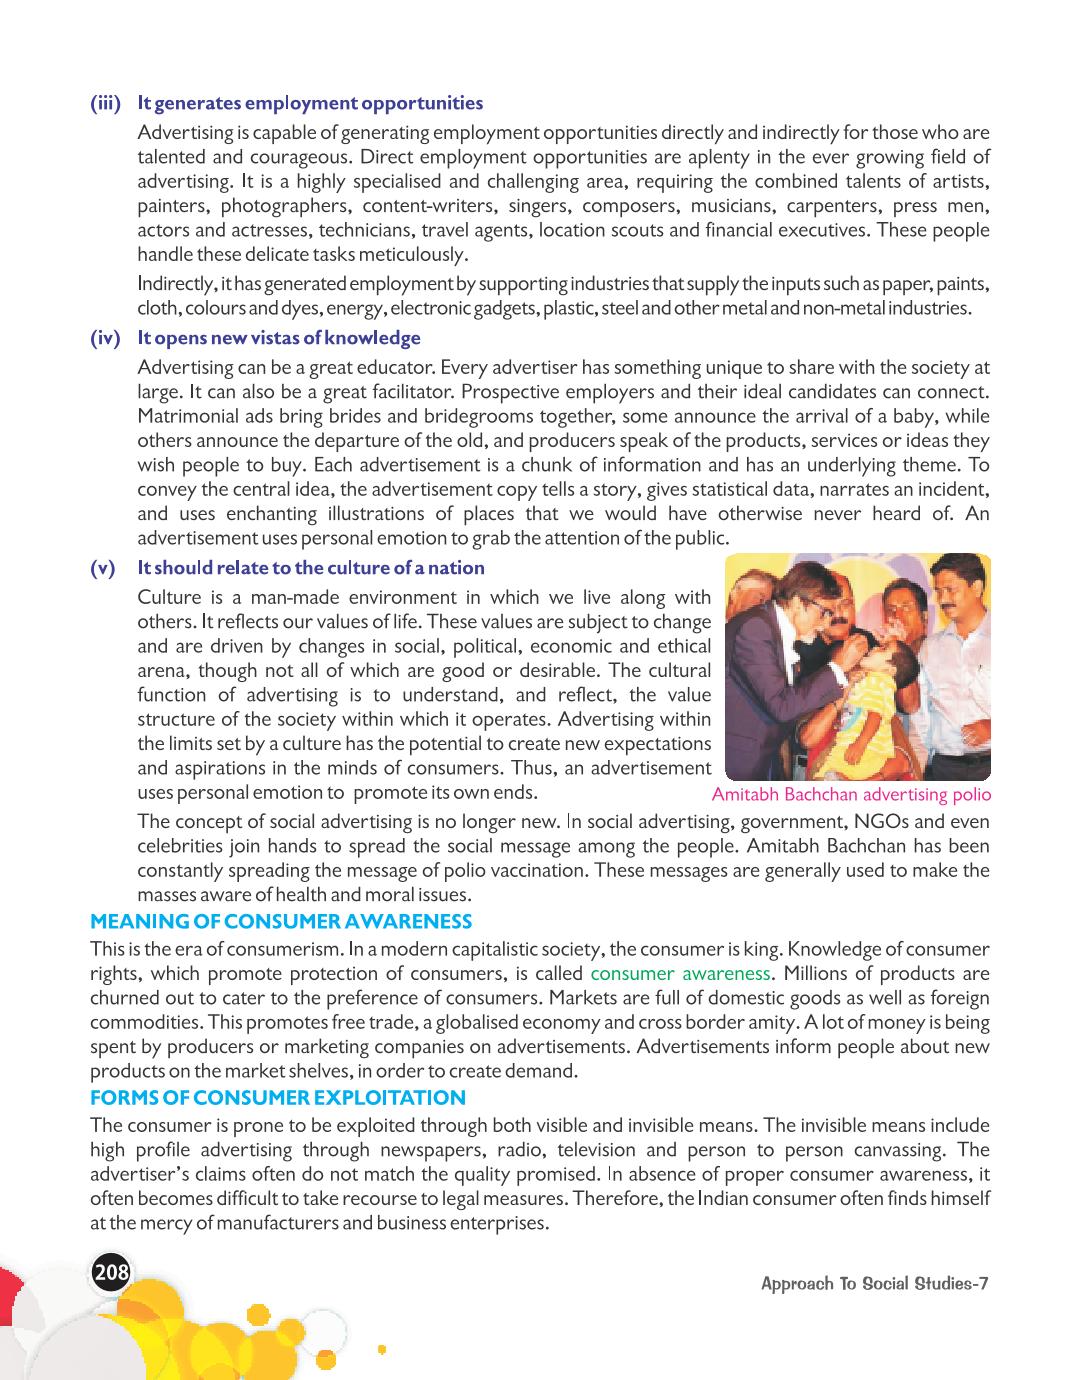 (iii) It generates employment opportunities
Advertising is capable of generating employment opportunities directly and indirectly for those who are
talented and courageous. Direct employment opportunities are aplenty in the ever growing field of
advertising. It is a highly specialised and challenging area, requiring the combined talents of artists,
painters, photographers, content-writers, singers, composers, musicians, carpenters, press men,
actors and actresses, technicians, travel agents, location scouts and financial executives. These people
handle these delicate tasks meticulously.
Indirectly, it has generated employment by supporting industries that supply the inputs such as paper, paints,
cloth, colours and dyes, energy, electronic gadgets, plastic, steel and other metal and non-metal industries.
(iv) It opens new vistas of knowledge
Advertising can be a great educator. Every advertiser has something unique to share with the society at
large. It can also be a great facilitator. Prospective employers and their ideal candidates can connect.
Matrimonial ads bring brides and bridegrooms together, some announce the arrival of a baby, while
others announce the departure of the old, and producers speak of the products, services or ideas they
wish people to buy. Each advertisement is a chunk of information and has an underlying theme. To
convey the central idea, the advertisement copy tells a story, gives statistical data, narrates an incident,
and uses enchanting illustrations of places that we would have otherwise never heard of. An
advertisement uses personal emotion to grab the attention of the public.
(v) It should relate to the culture of a nation
Culture is a man-made environment in which we live along with
others. It reflects our values of life. These values are subject to change
and are driven by changes in social, political, economic and ethical
arena, though not all of which are good or desirable. The cultural
function of advertising is to understand, and reflect, the value
structure of the society within which it operates. Advertising within
the limits set by a culture has the potential to create new expectations
and aspirations in the minds of consumers. Thus, an advertisement
uses personal emotion to promote its own ends.
Amitabh Bachchan advertising polio
The concept of social advertising is no longer new. In social advertising, government, NGOs and even
celebrities join hands to spread the social message among the people. Amitabh Bachchan has been
constantly spreading the message of polio vaccination. These messages are generally used to make the
masses aware of health and moral issues.
MEANING OF CONSUMER AWARENESS
This is the era of consumerism. In a modern capitalistic society, the consumer is king. Knowledge of consumer
rights, which promote protection of consumers, is called consumer awareness. Millions of products are
churned out to cater to the preference of consumers. Markets are full of domestic goods as well as foreign
commodities. This promotes free trade, a globalised economy and cross border amity. A lot of money is being
spent by producers or marketing companies on advertisements. Advertisements inform people about new
products on the market shelves, in order to create demand.
FORMS OF CONSUMER EXPLOITATION
The consumer is prone to be exploited through both visible and invisible means. The invisible means include
high profile advertising through newspapers, radio, television and person to person canvassing. The
advertiser's claims often do not match the quality promised. In absence of proper consumer awareness, it
often becomes difficult to take recourse to legal measures. Therefore, the Indian consumer often finds himself
at the mercy of manufacturers and business enterprises.
208
Approach To Social Studies-7